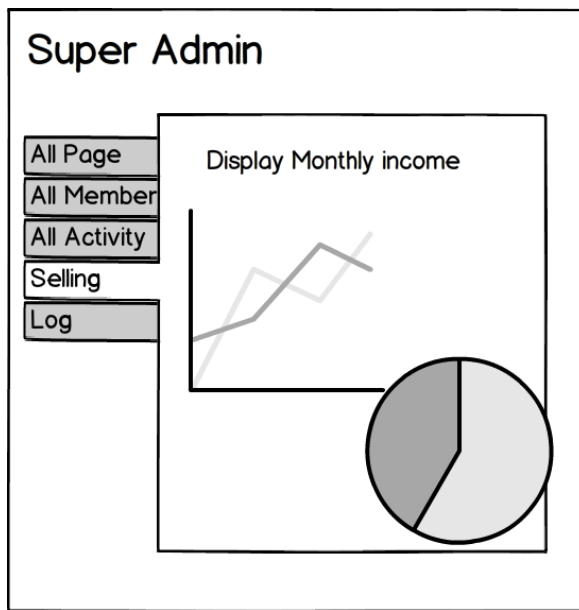 Super Admin
All Page
All Member
All Activity
Selling
Log
Display Monthly income